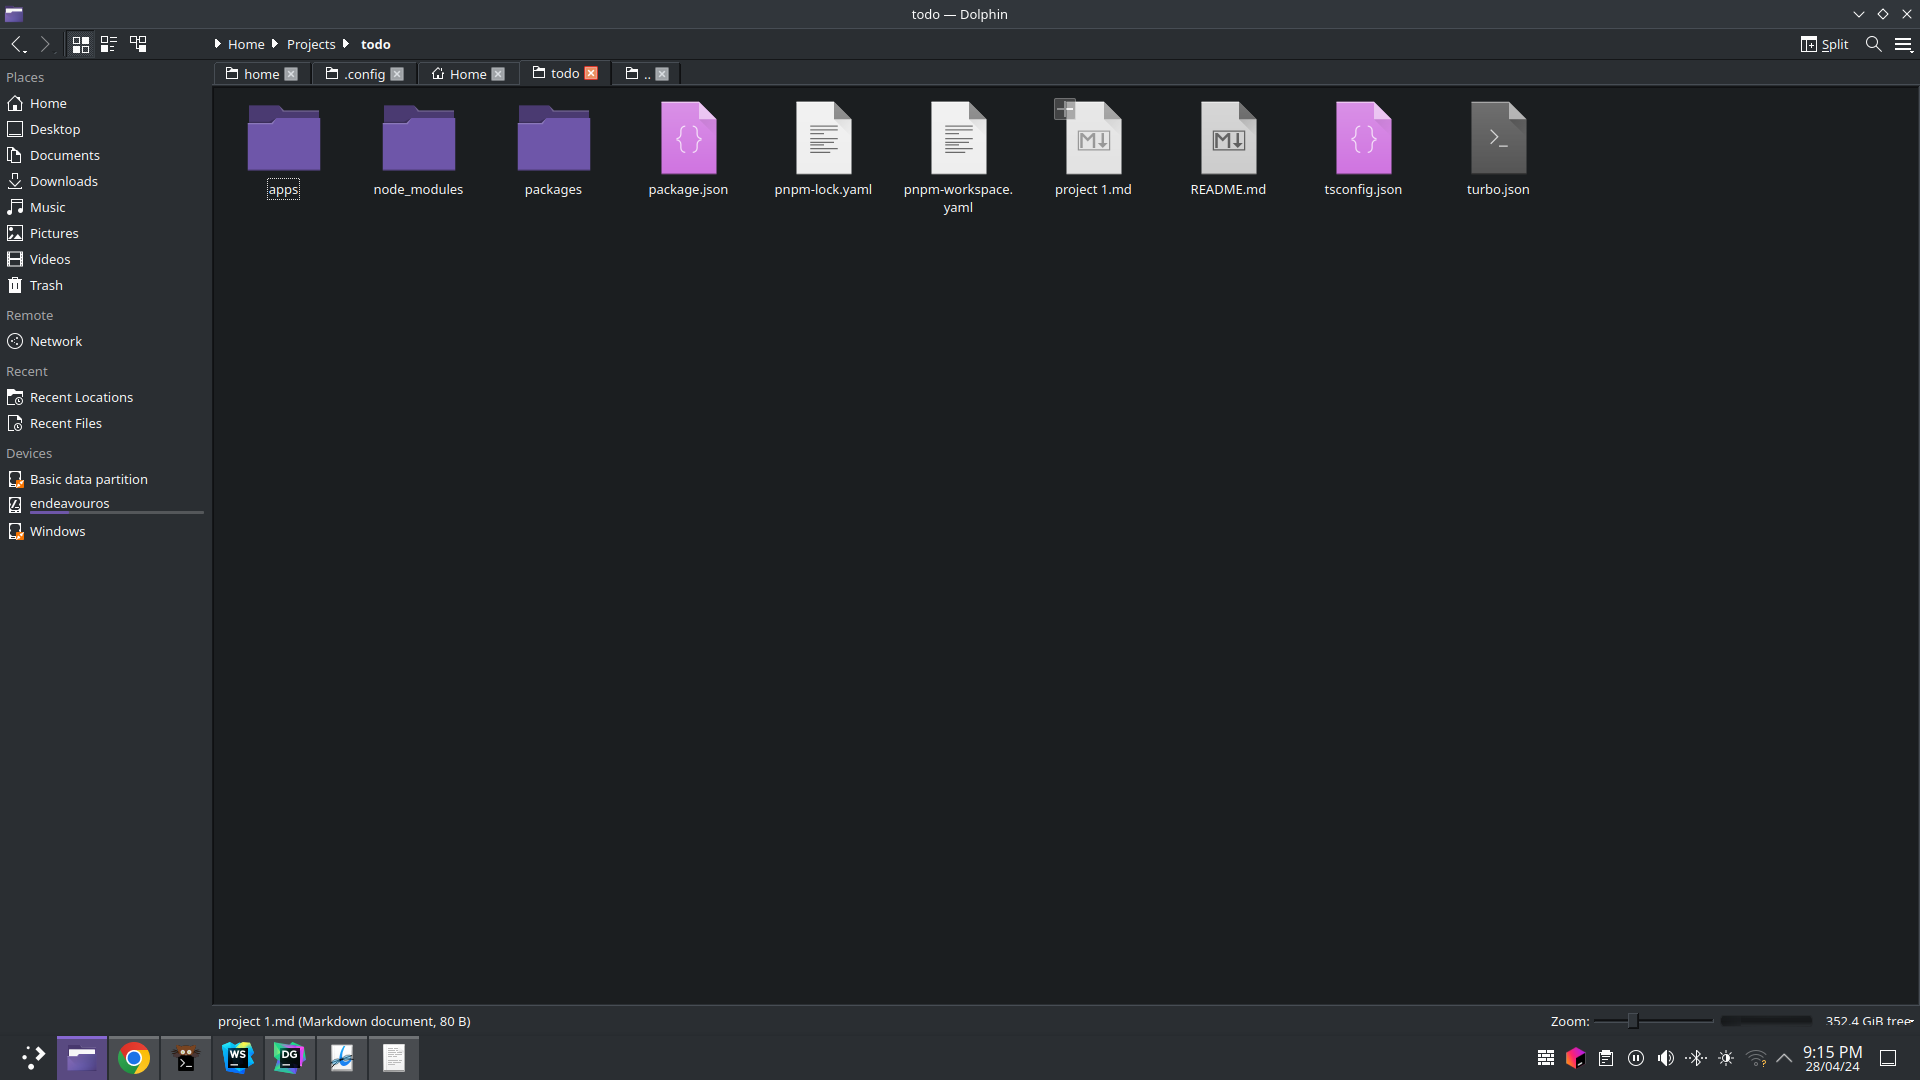 todo — Dolphin
Home Projects todo
Split
home .config Home todo ..
Places
Home
Desktop
Documents
Downloads
Music
Pictures
Videos
Trash
Remote
Network
Recent
Recent Locations
Recent Files
Devices
Basic data partition
endeavouros
Windows
apps
node_modules
packages
{} package.json
pnpm-lock.yaml
pnpm-workspace.
yaml
M project 1.md
M README.md
{} tsconfig.json
>_ turbo.json
project 1.md (Markdown document, 80 B)
Zoom:
352.4 GiB free
>_
WS
DG
9:15 PM
28/04/24